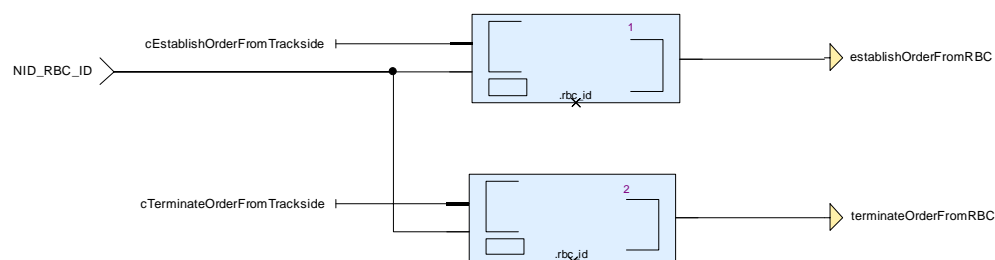 1
cEstablishOrderFromTrackside
establishOrderFromRBC
NID_RBC_ID
.rbc_id
2
cTerminateOrderFromTrackside
terminateOrderFromRBC
.rbc_id